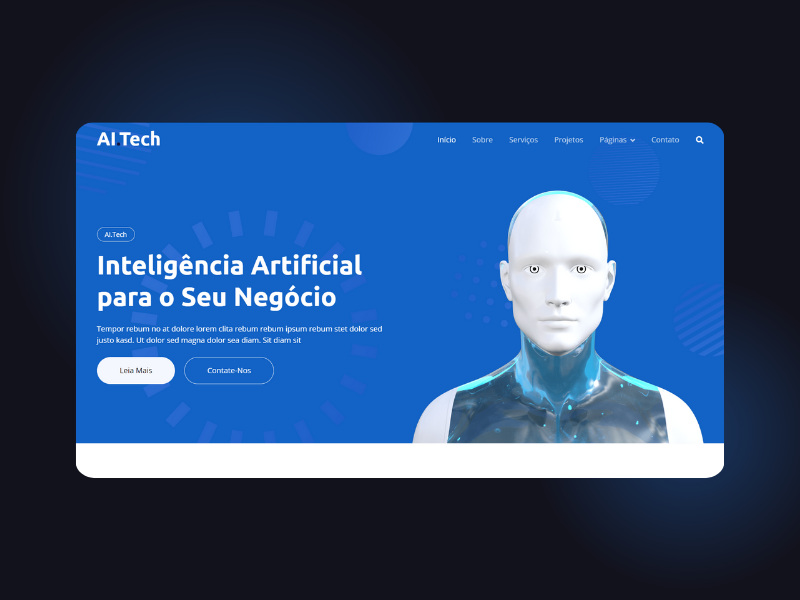 AI.Tech
Início Sobre Serviços Projetos Páginas Contato
AI.Tech
Inteligência Artificial
para o Seu Negócio
Tempor rebum no at dolore lorem clita rebum rebum ipsum rebum stet dolor sed
justo kasd. Ut dolor sed magna dolor sea diam. Sit diam sit
Leia Mais
Contate-Nos